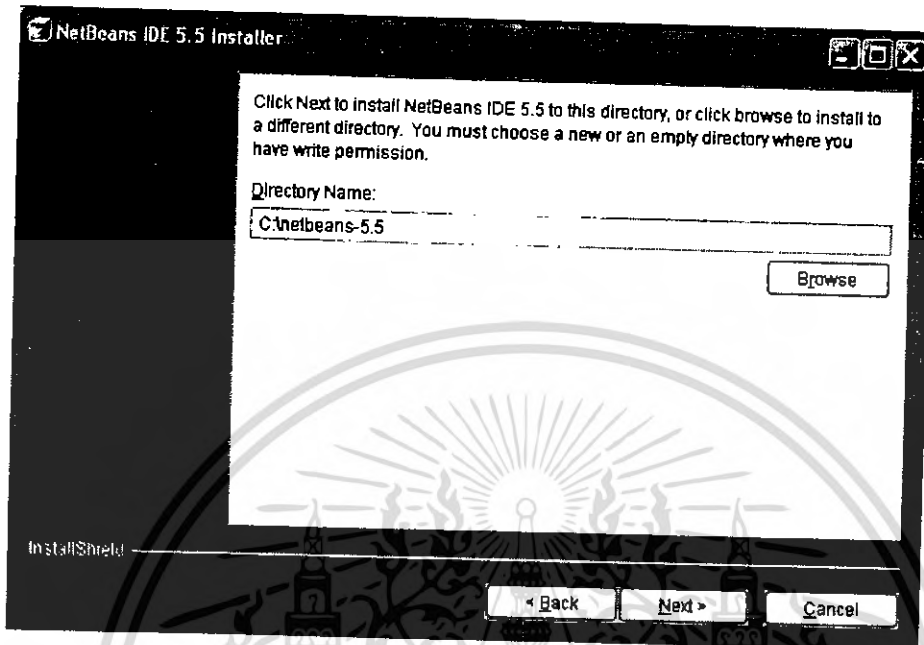 NetBeans IDE 5.5 Installer
Click Next to install NetBeans IDE 5.5 to this directory, or click browse to install to
a different directory. You must choose a new or an empty directory where you
have write permission.
Directory Name:
C:\netbeans-5.5
Browse
InstallShield
< Back
Next >
Cancel